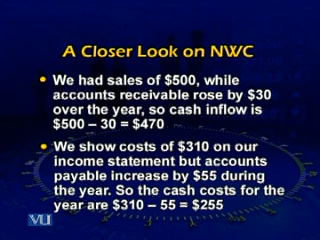 A Closer Look on NWC
• We had sales of $500, while
accounts receivable rose by $30
over the year, so cash inflow is
$500 – 30 = $470
• We show costs of $310 on our
income statement but accounts
payable increase by $55 during
the year. So the cash costs for the
year are $310 – 55 = $255
VU